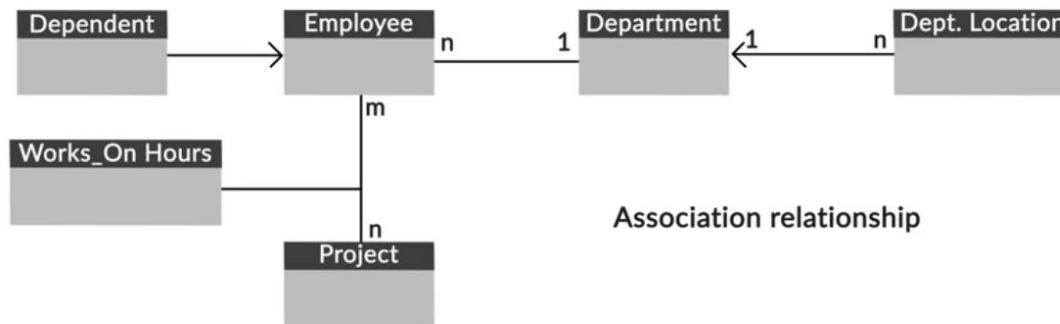 Dependent
Employee
n
1
Department
1
n
Dept. Location
m
Works_On Hours
n
Project
Association relationship